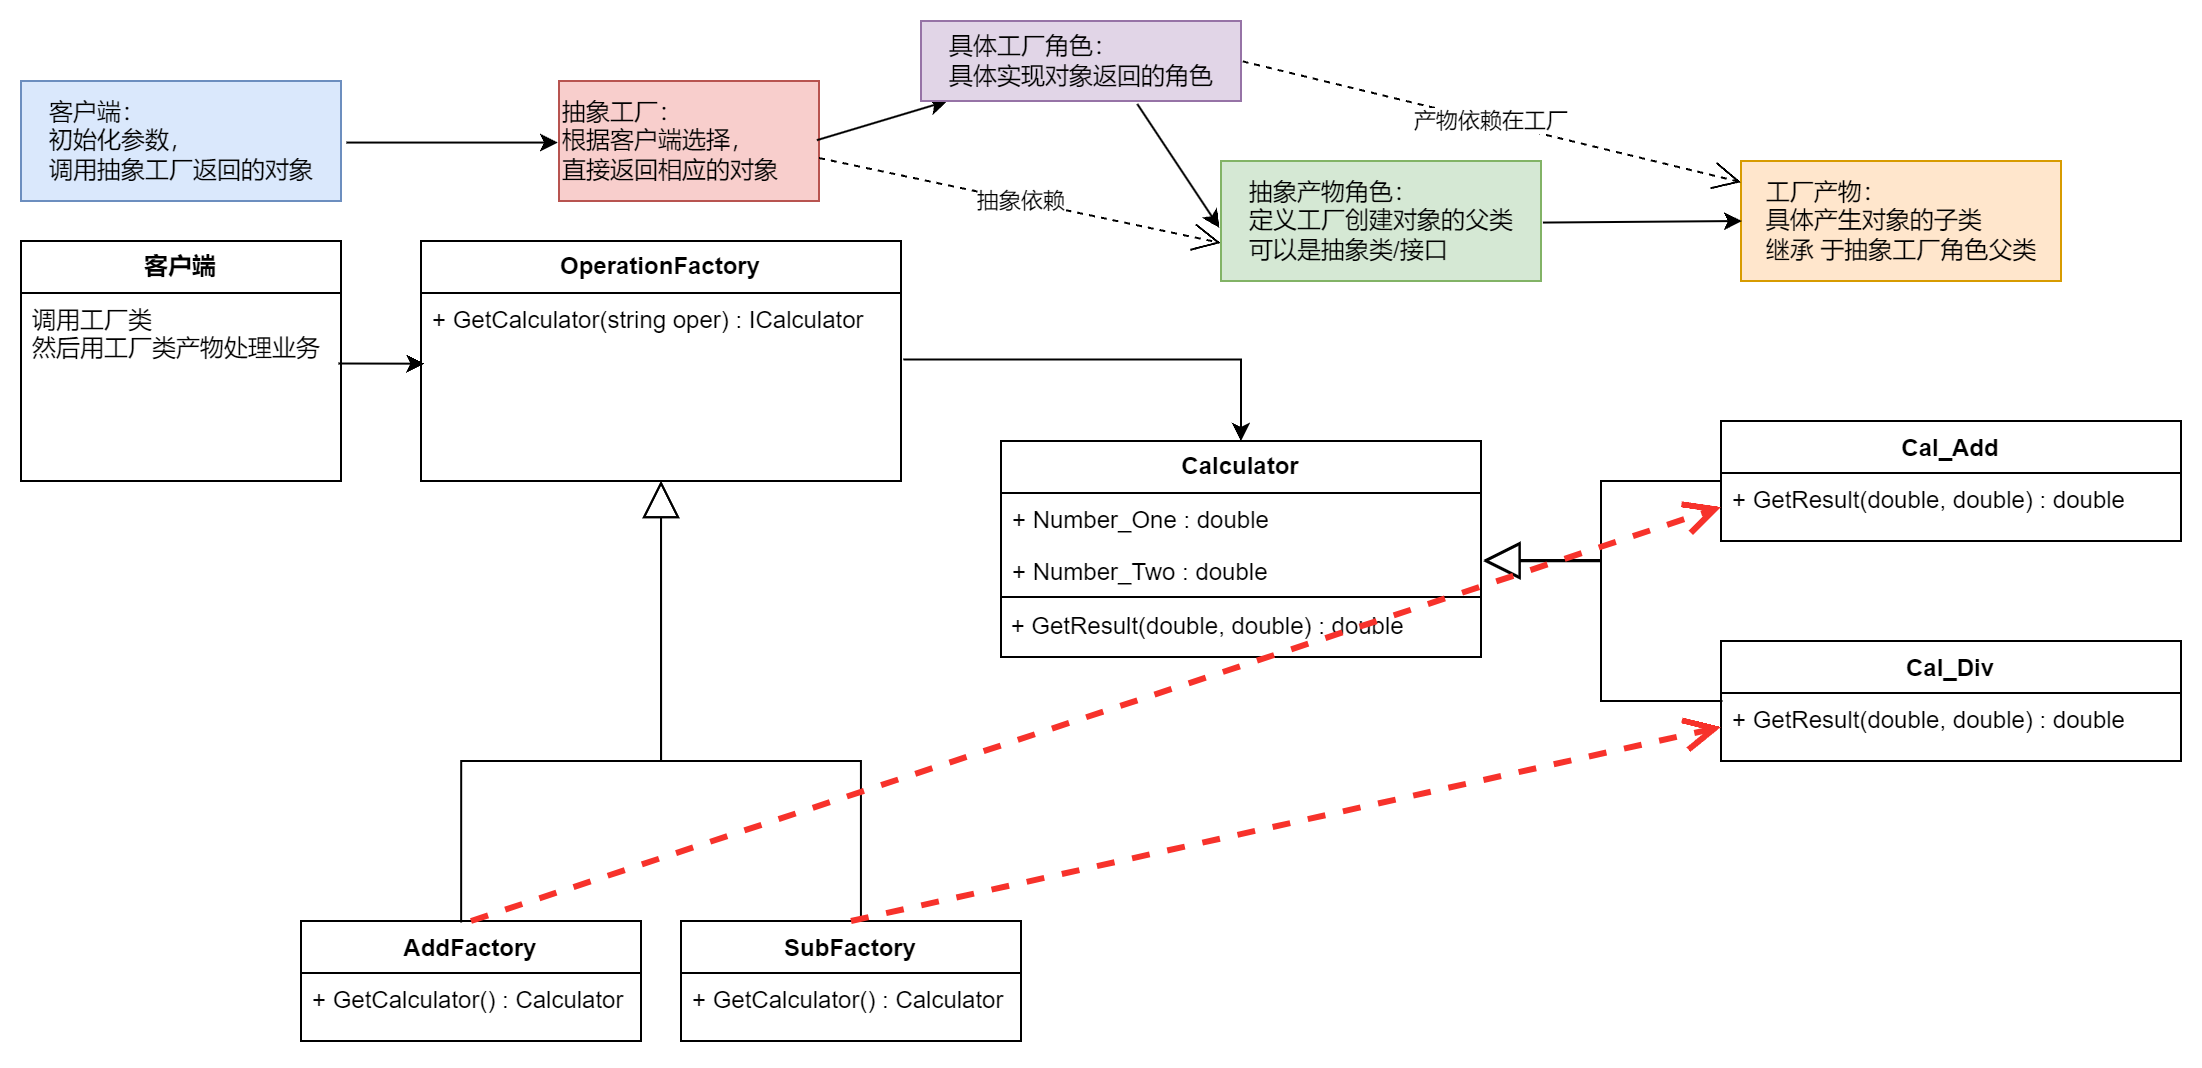 具体工厂角色：
具体实现对象返回的角色
客户端：
初始化参数，
调用抽象工厂返回的对象
抽象工厂：
根据客户端选择，
直接返回相应的对象
产物依赖在工厂
抽象依赖
抽象产物角色：
定义工厂创建对象的父类
可以是抽象类/接口
工厂产物：
具体产生对象的子类
继承 于抽象工厂角色父类
客户端
调用工厂类
然后用工厂类产物处理业务
OperationFactory
+ GetCalculator(string oper) : ICalculator
Calculator
+ Number_One : double
+ Number_Two : double
+ GetResult(double, double) : double
Cal_Add
+ GetResult(double, double) : double
Cal_Div
+ GetResult(double, double) : double
AddFactory
+ GetCalculator() : Calculator
SubFactory
+ GetCalculator() : Calculator